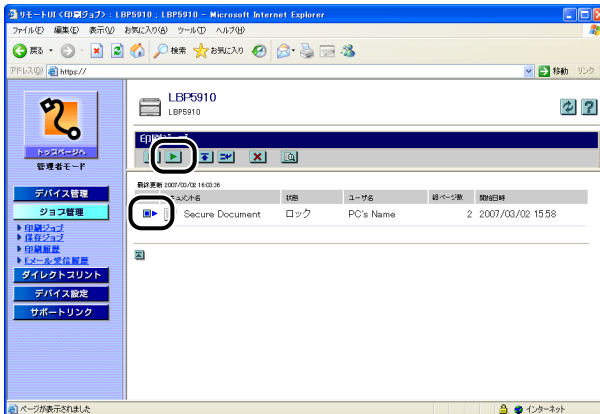 リモートUI <印刷ジョブ> : LBP5910 ; LBP5910 - Microsoft Internet Explorer
ファイル(F) 編集(E) 表示(V) お気に入り(A) ツール(T) ヘルプ(H)
戻る 検索 お気に入り
アドレス(D) https:// 移動 リンク
LBP5910
LBP5910
トップページへ
管理者モード
デバイス管理
ジョブ管理
印刷ジョブ
保存ジョブ
印刷履歴
Eメール受信履歴
ダイレクトプリント
デバイス設定
サポートリンク
最終更新 2007/03/02 16:03:36
状態 ユーザ名 総ページ数 開始日時
Secure Document ロック PC's Name 2 2007/03/02 15:58
ページが表示されました インターネット